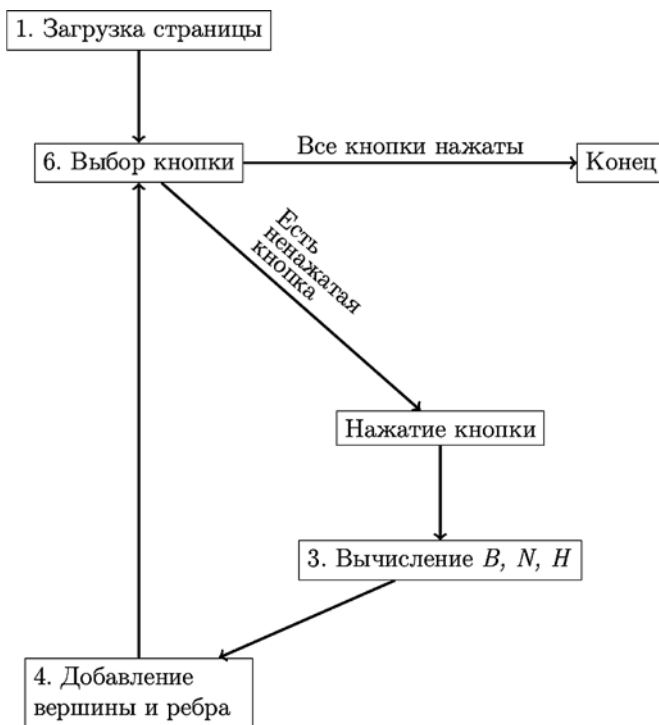 1. Загрузка страницы
6. Выбор кнопки
Все кнопки нажаты
Конец
Есть
ненажатая
кнопка
Нажатие кнопки
3. Вычисление B, N, H
4. Добавление
вершины и ребра